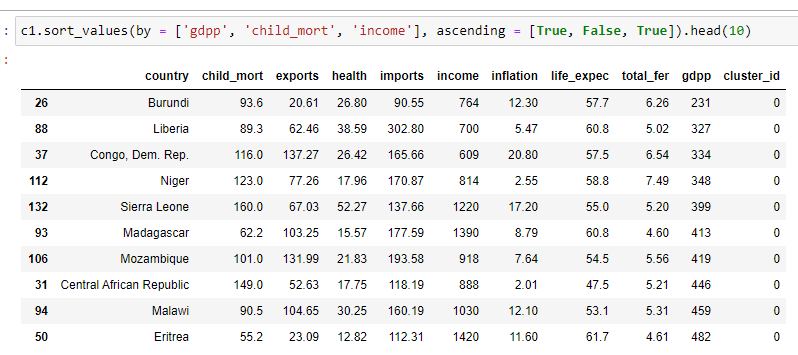 : c1.sort_values(by = ['gdpp', 'child_mort', 'income'], ascending = [True, False, True]).head(10)
:
country child_mort exports health imports income inflation life_expec total_fer gdpp cluster_id
26 Burundi 93.6 20.61 26.80 90.55 764 12.30 57.7 6.26 231 0
88 Liberia 89.3 62.46 38.59 302.80 700 5.47 60.8 5.02 327 0
37 Congo, Dem. Rep. 116.0 137.27 26.42 165.66 609 20.80 57.5 6.54 334 0
112 Niger 123.0 77.26 17.96 170.87 814 2.55 58.8 7.49 348 0
132 Sierra Leone 160.0 67.03 52.27 137.66 1220 17.20 55.0 5.20 399 0
93 Madagascar 62.2 103.25 15.57 177.59 1390 8.79 60.8 4.60 413 0
106 Mozambique 101.0 131.99 21.83 193.58 918 7.64 54.5 5.56 419 0
31 Central African Republic 149.0 52.63 17.75 118.19 888 2.01 47.5 5.21 446 0
94 Malawi 90.5 104.65 30.25 160.19 1030 12.10 53.1 5.31 459 0
50 Eritrea 55.2 23.09 12.82 112.31 1420 11.60 61.7 4.61 482 0